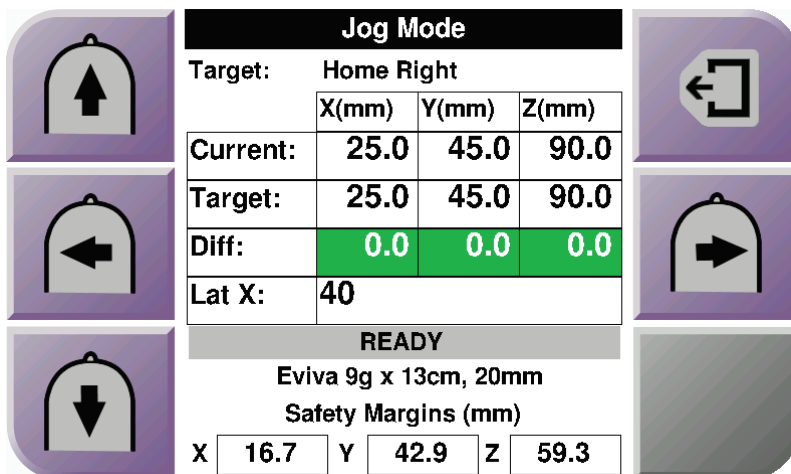 Jog Mode
Target: Home Right
X(mm) Y(mm) Z(mm)
Current: 25.0 45.0 90.0
Target: 25.0 45.0 90.0
Diff: 0.0 0.0 0.0
Lat X: 40
READY
Eviva 9g x 13cm, 20mm
Safety Margins (mm)
X 16.7 Y 42.9 Z 59.3